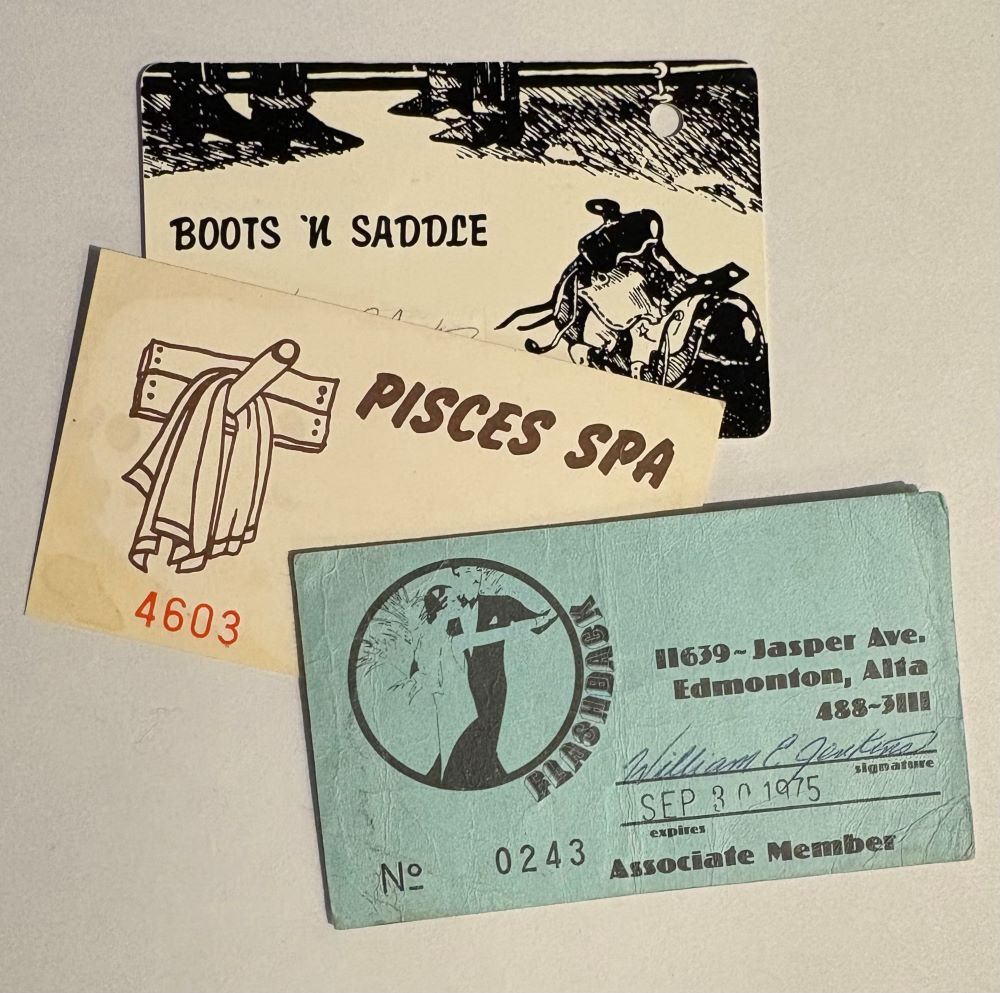 BOOTS 'N SADDLE
PISCES SPA
4603
FLASHBACK
11639~Jasper Ave.
Edmonton, Alta
488~3111
William E. Jenkins
signature
SEP 30 1975
expires
Nº 0243
Associate Member